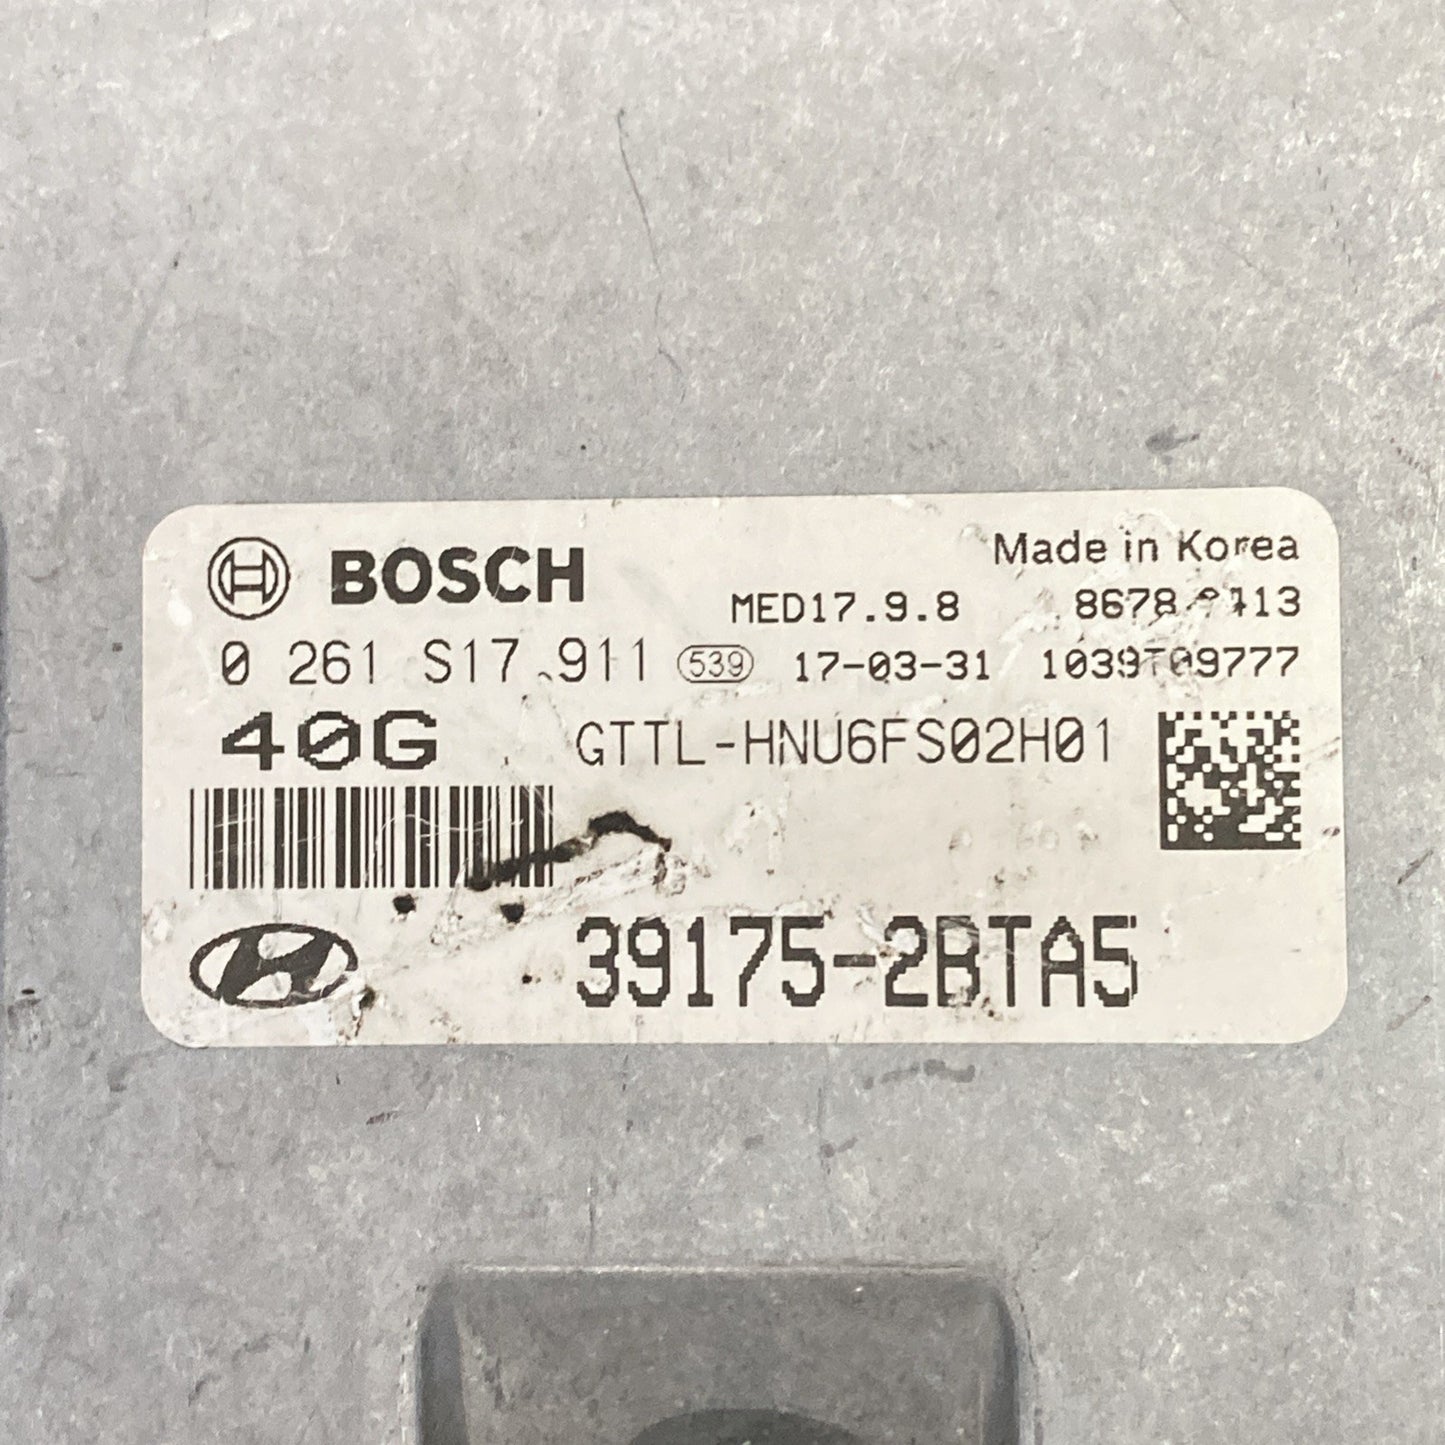 BOSCH
Made in Korea
MED17.9.8
0 261 S17 911 539 17-03-31 1039T09777
40G GTTL-HNU6FS02H01
39175-2BTA5